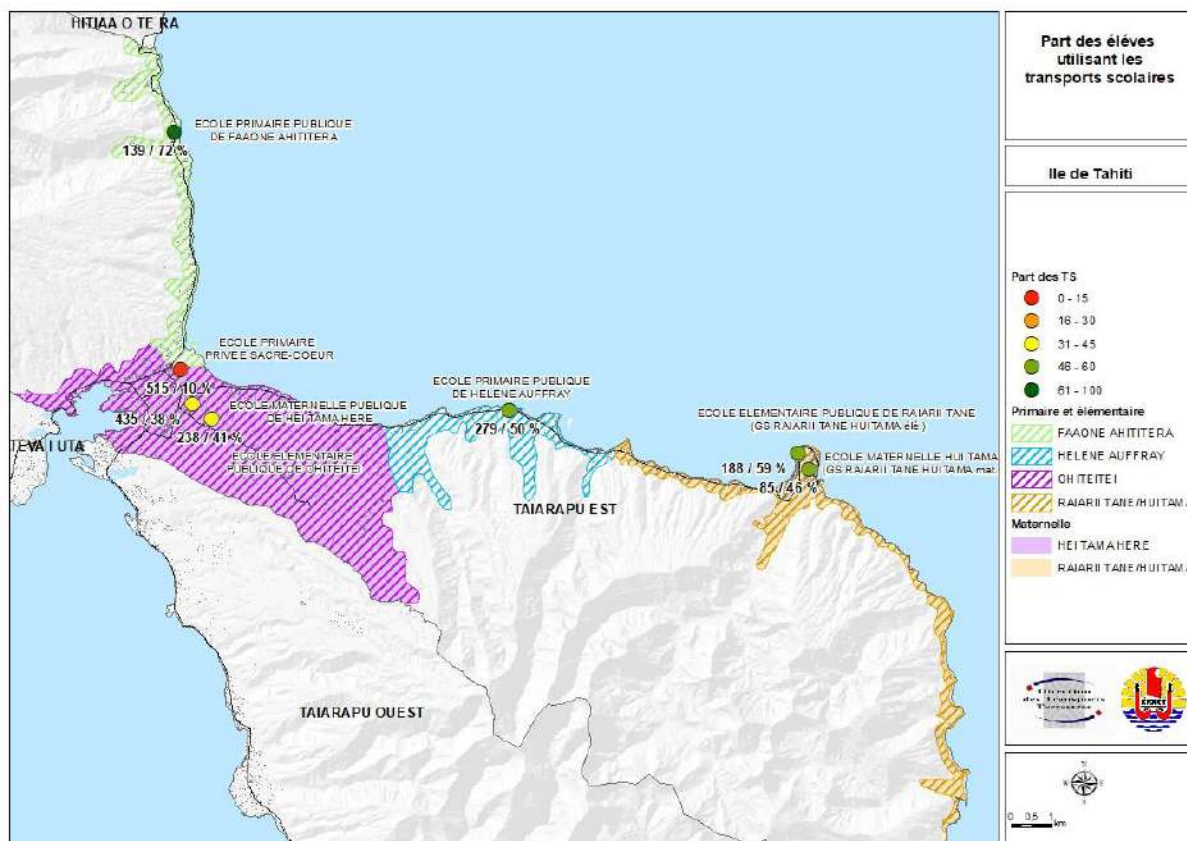 HITIAA O TE RA
ECOLE PRIMAIRE PUBLIQUE
DE FAAONE AHITITERA
139 / 72 %
ECOLE PRIMAIRE
PRIVEE SACRE-COEUR
515 / 10 %
435 / 38 %
ECOLE MATERNELLE PUBLIQUE
DE HEITAMAHERE
238 / 41 %
ECOLE ELEMENTAIRE
PUBLIQUE DE OHITEITEI
TEVA I UTA
ECOLE PRIMAIRE PUBLIQUE
DE HELENE AUFFRAY
279 / 50 %
ECOLE ELEMENTAIRE PUBLIQUE DE RAIARII TANE
(GS RAIARII TANE HUITAMA élé )
188 / 59 %
ECOLE MATERNELLE HUITAMA
GS RAIARII TANE HUITAMA mat
85 / 46 %
TAIARAPU EST
TAIARAPU OUEST
Part des éléves
utilisant les
transports scolaires
Ile de Tahiti
Part des TS
0 - 15
16 - 30
31 - 45
46 - 60
61 - 100
Primaire et élémentaire
FAAONE AHITITERA
HELENE AUFFRAY
OHITEITEI
RAIARII TANE/HUITAMA
Maternelle
HEITAMAHERE
RAIARII TANE/HUITAMA
Direction
des Transports
Terrestres
N
W E
S
0 0,5 1
km